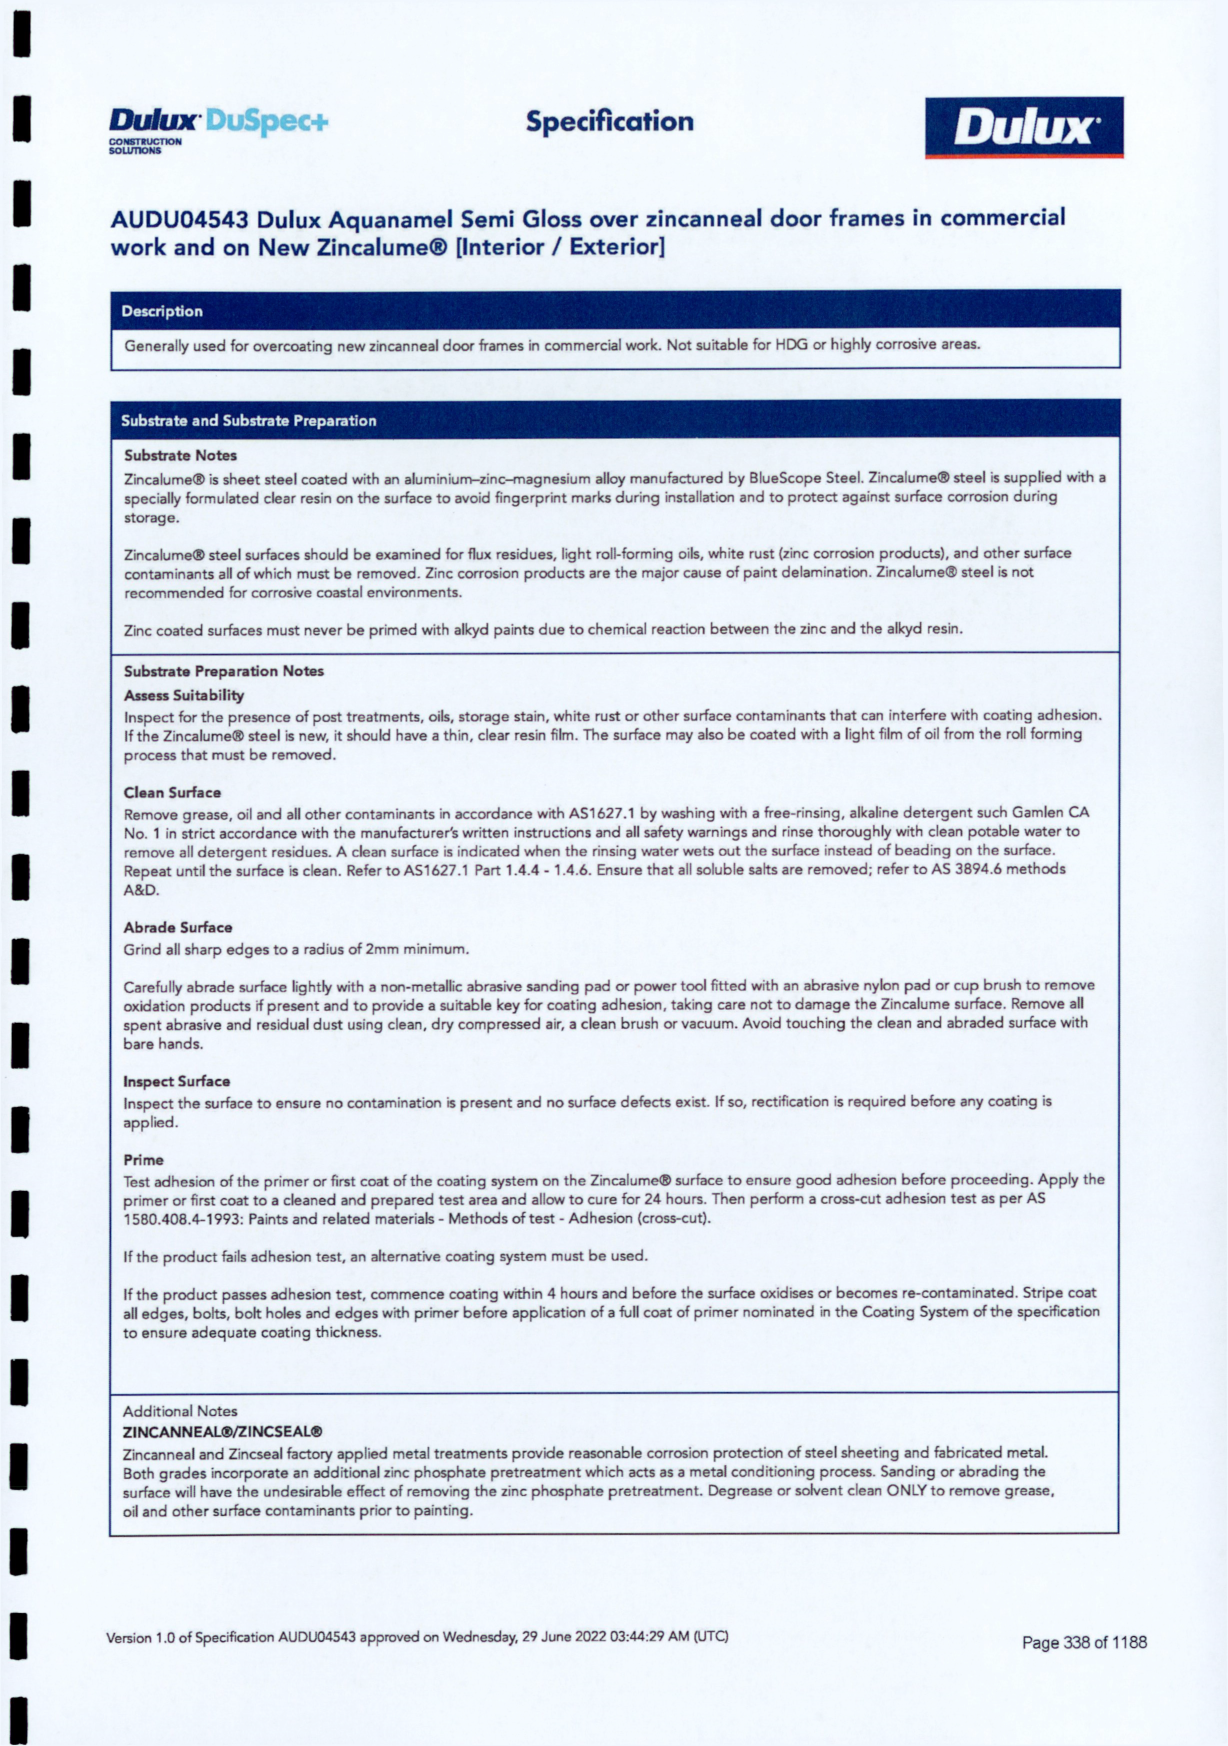 Dulux DuSpec+
CONSTRUCTION
SOLUTIONS
Specification
Dulux
AUDU04543 Dulux Aquanamel Semi Gloss over zincanneal door frames in commercial
work and on New Zincalume® [Interior / Exterior]
Description
Generally used for overcoating new zincanneal door frames in commercial work. Not suitable for HDG or highly corrosive areas.
Substrate and Substrate Preparation
Substrate Notes
Zincalume® is sheet steel coated with an aluminium–zinc–magnesium alloy manufactured by BlueScope Steel. Zincalume® steel is supplied with a
specially formulated clear resin on the surface to avoid fingerprint marks during installation and to protect against surface corrosion during
storage.
Zincalume® steel surfaces should be examined for flux residues, light roll-forming oils, white rust (zinc corrosion products), and other surface
contaminants all of which must be removed. Zinc corrosion products are the major cause of paint delamination. Zincalume® steel is not
recommended for corrosive coastal environments.
Zinc coated surfaces must never be primed with alkyd paints due to chemical reaction between the zinc and the alkyd resin.
Substrate Preparation Notes
Assess Suitability
Inspect for the presence of post treatments, oils, storage stain, white rust or other surface contaminants that can interfere with coating adhesion.
If the Zincalume® steel is new, it should have a thin, clear resin film. The surface may also be coated with a light film of oil from the roll forming
process that must be removed.
Clean Surface
Remove grease, oil and all other contaminants in accordance with AS1627.1 by washing with a free-rinsing, alkaline detergent such Gamlen CA
No. 1 in strict accordance with the manufacturer's written instructions and all safety warnings and rinse thoroughly with clean potable water to
remove all detergent residues. A clean surface is indicated when the rinsing water wets out the surface instead of beading on the surface.
Repeat until the surface is clean. Refer to AS1627.1 Part 1.4.4 - 1.4.6. Ensure that all soluble salts are removed; refer to AS 3894.6 methods
A&D.
Abrade Surface
Grind all sharp edges to a radius of 2mm minimum.
Carefully abrade surface lightly with a non-metallic abrasive sanding pad or power tool fitted with an abrasive nylon pad or cup brush to remove
oxidation products if present and to provide a suitable key for coating adhesion, taking care not to damage the Zincalume surface. Remove all
spent abrasive and residual dust using clean, dry compressed air, a clean brush or vacuum. Avoid touching the clean and abraded surface with
bare hands.
Inspect Surface
Inspect the surface to ensure no contamination is present and no surface defects exist. If so, rectification is required before any coating is
applied.
Prime
Test adhesion of the primer or first coat of the coating system on the Zincalume® surface to ensure good adhesion before proceeding. Apply the
primer or first coat to a cleaned and prepared test area and allow to cure for 24 hours. Then perform a cross-cut adhesion test as per AS
1580.408.4-1993: Paints and related materials - Methods of test - Adhesion (cross-cut).
If the product fails adhesion test, an alternative coating system must be used.
If the product passes adhesion test, commence coating within 4 hours and before the surface oxidises or becomes re-contaminated. Stripe coat
all edges, bolts, bolt holes and edges with primer before application of a full coat of primer nominated in the Coating System of the specification
to ensure adequate coating thickness.
Additional Notes
ZINCANNEAL®/ZINCSEAL®
Zincanneal and Zincseal factory applied metal treatments provide reasonable corrosion protection of steel sheeting and fabricated metal.
Both grades incorporate an additional zinc phosphate pretreatment which acts as a metal conditioning process. Sanding or abrading the
surface will have the undesirable effect of removing the zinc phosphate pretreatment. Degrease or solvent clean ONLY to remove grease,
oil and other surface contaminants prior to painting.
Version 1.0 of Specification AUDU04543 approved on Wednesday, 29 June 2022 03:44:29 AM (UTC)
Page 338 of 1188